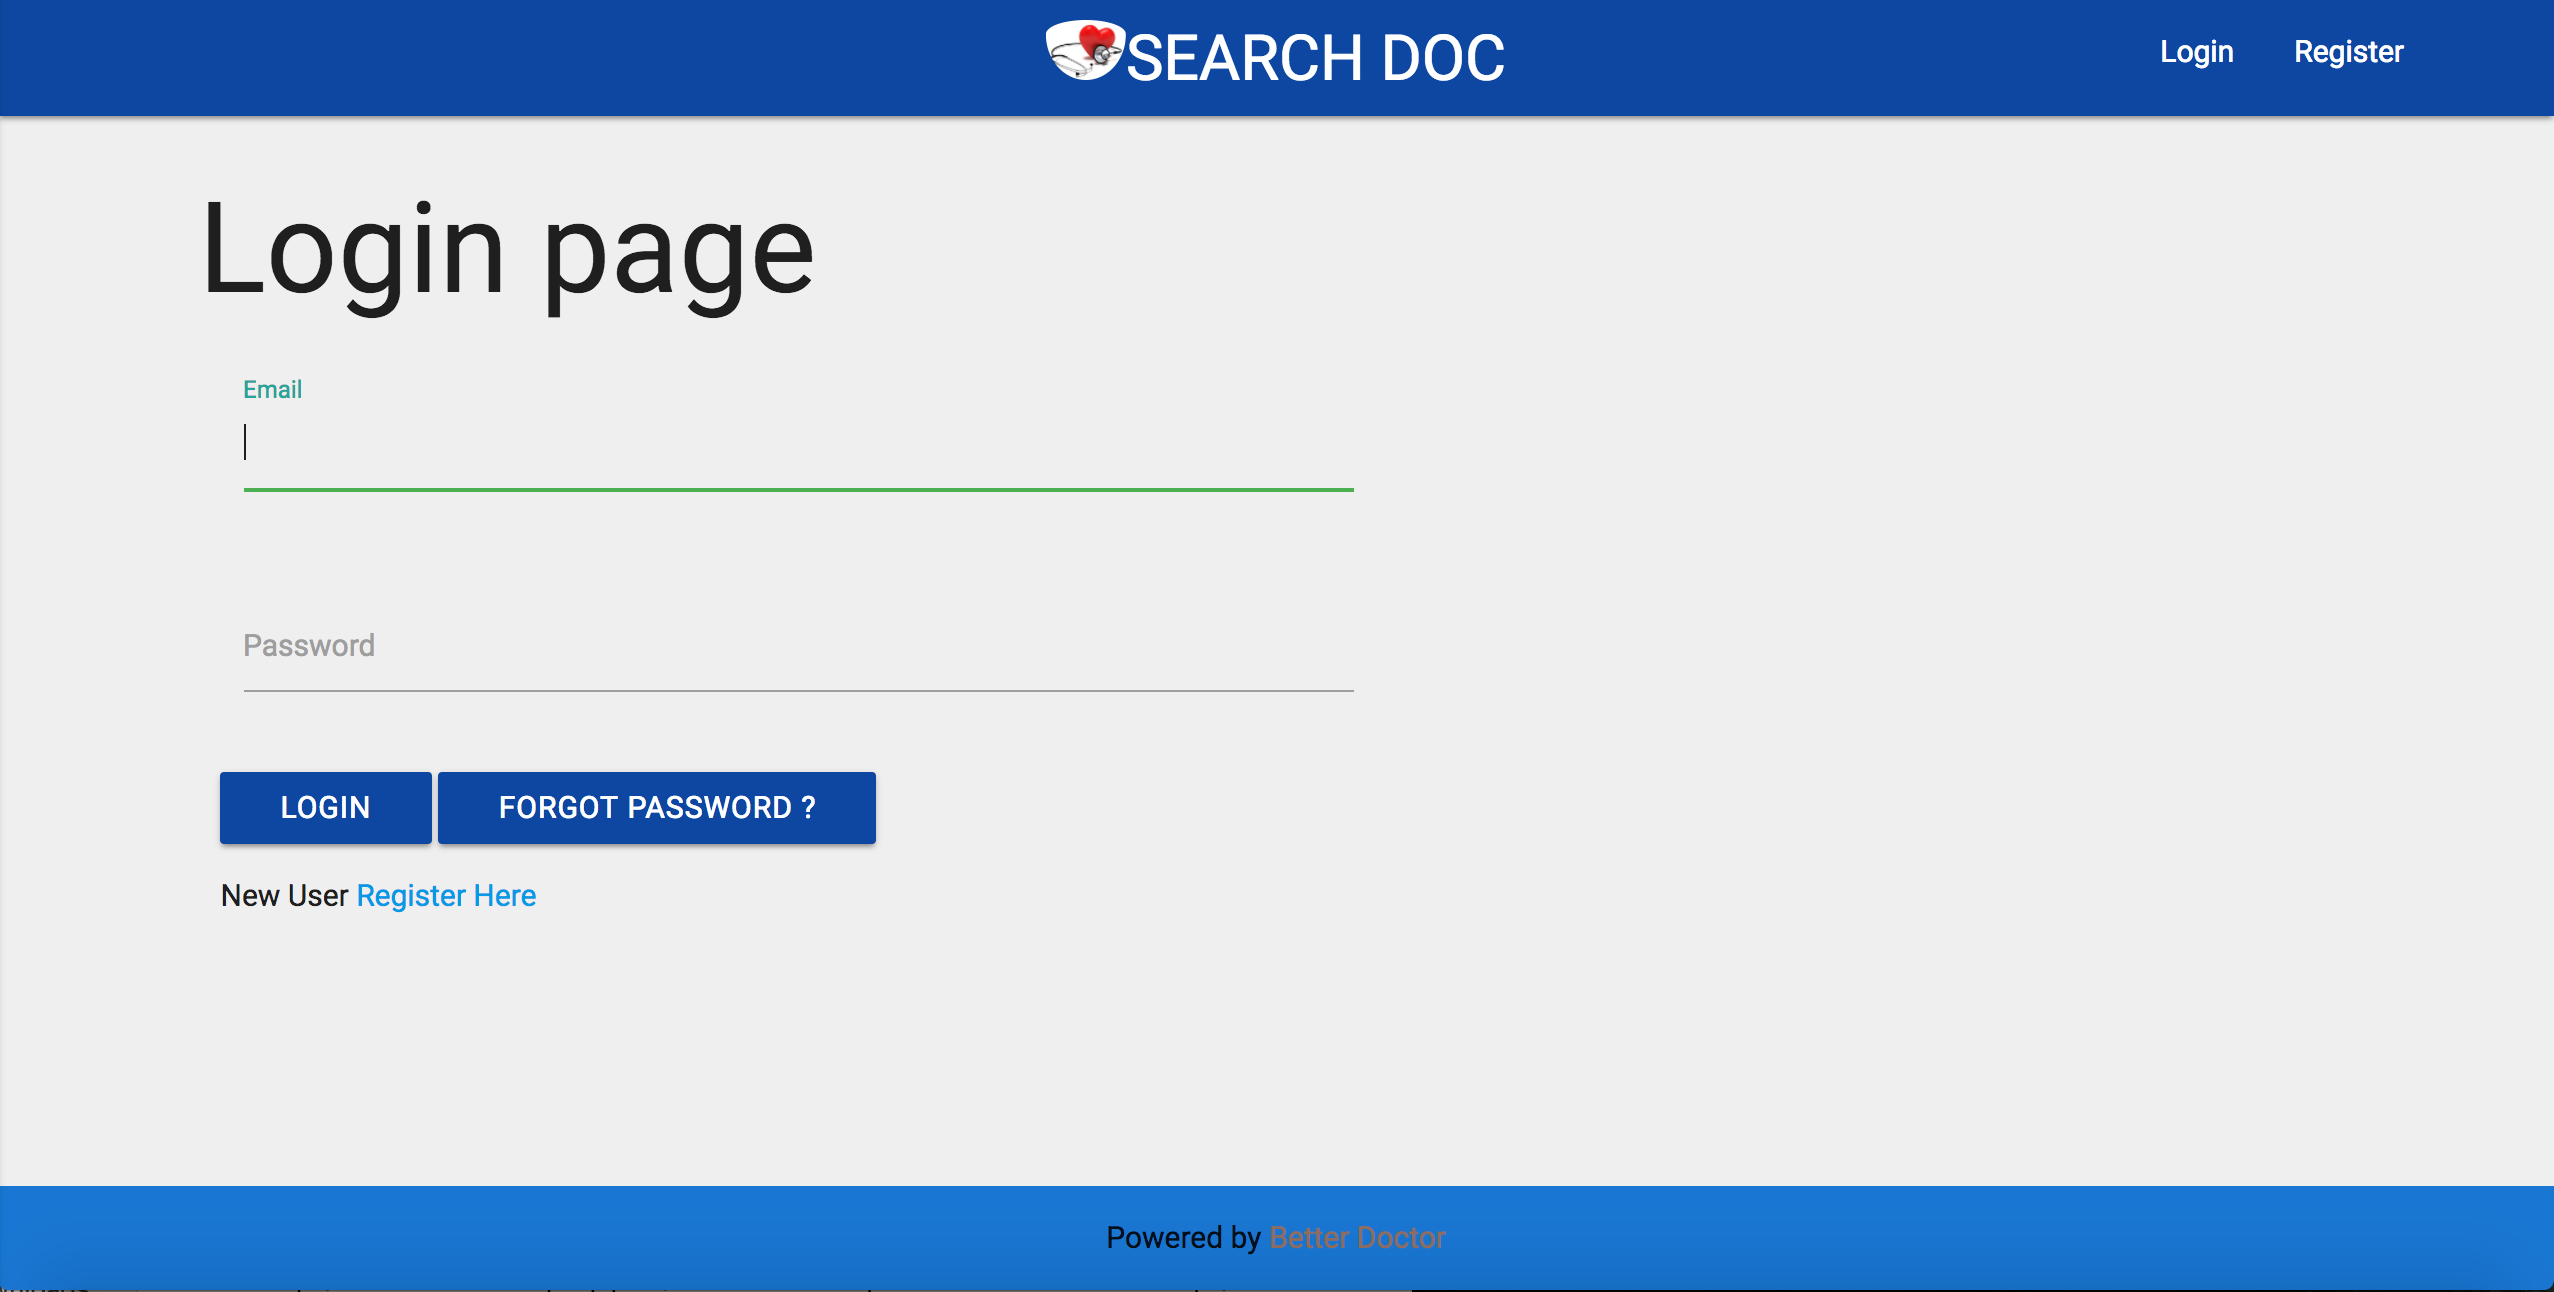 SEARCH DOC
Login Register
Login page
Email
Password
LOGIN FORGOT PASSWORD ?
New User Register Here
Powered by Better Doctor